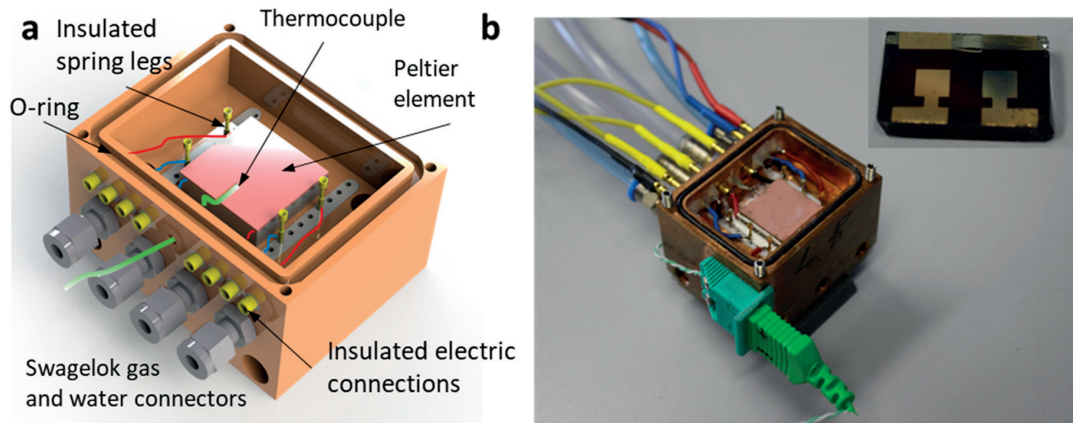 a
Insulated
spring legs
Thermocouple
Peltier
element
O-ring
Swagelok gas
and water connectors
Insulated electric
connections
b